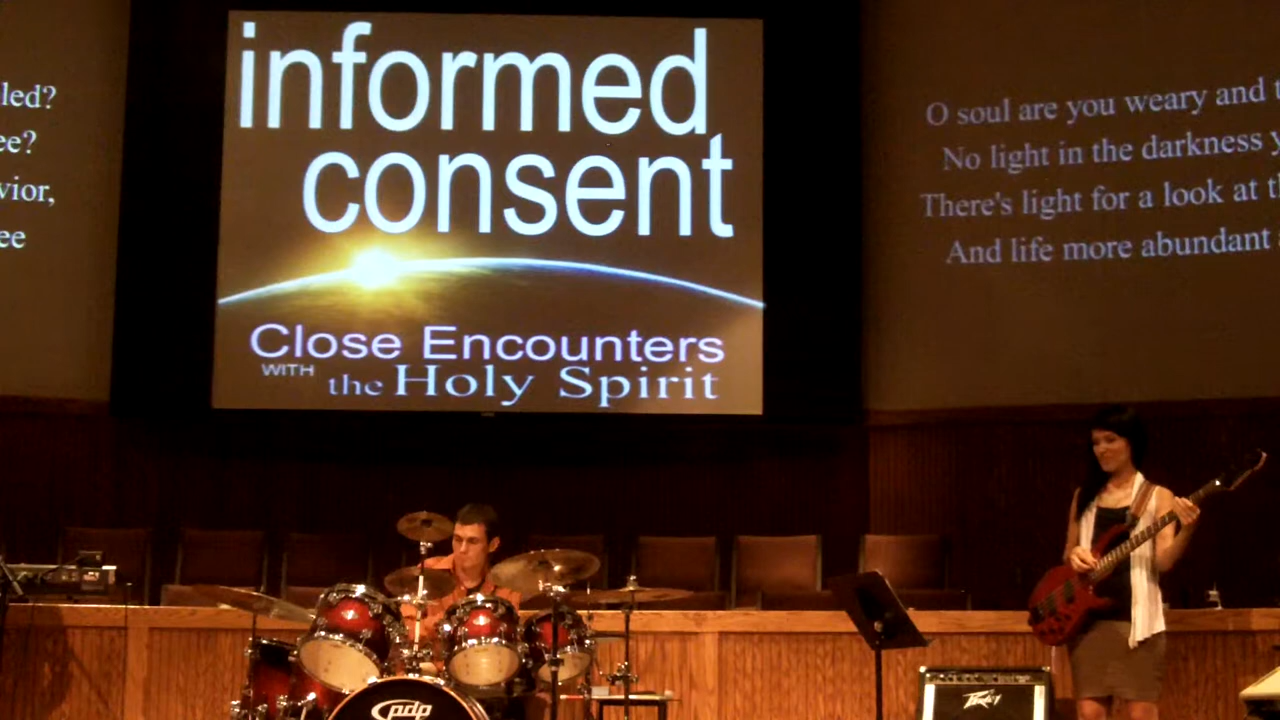 informed
consent
Close Encounters
WITH the Holy Spirit
led?
ee?
vior,
ee
O soul are you weary and t
No light in the darkness y
There's light for a look at th
And life more abundant
pdp
Peavey